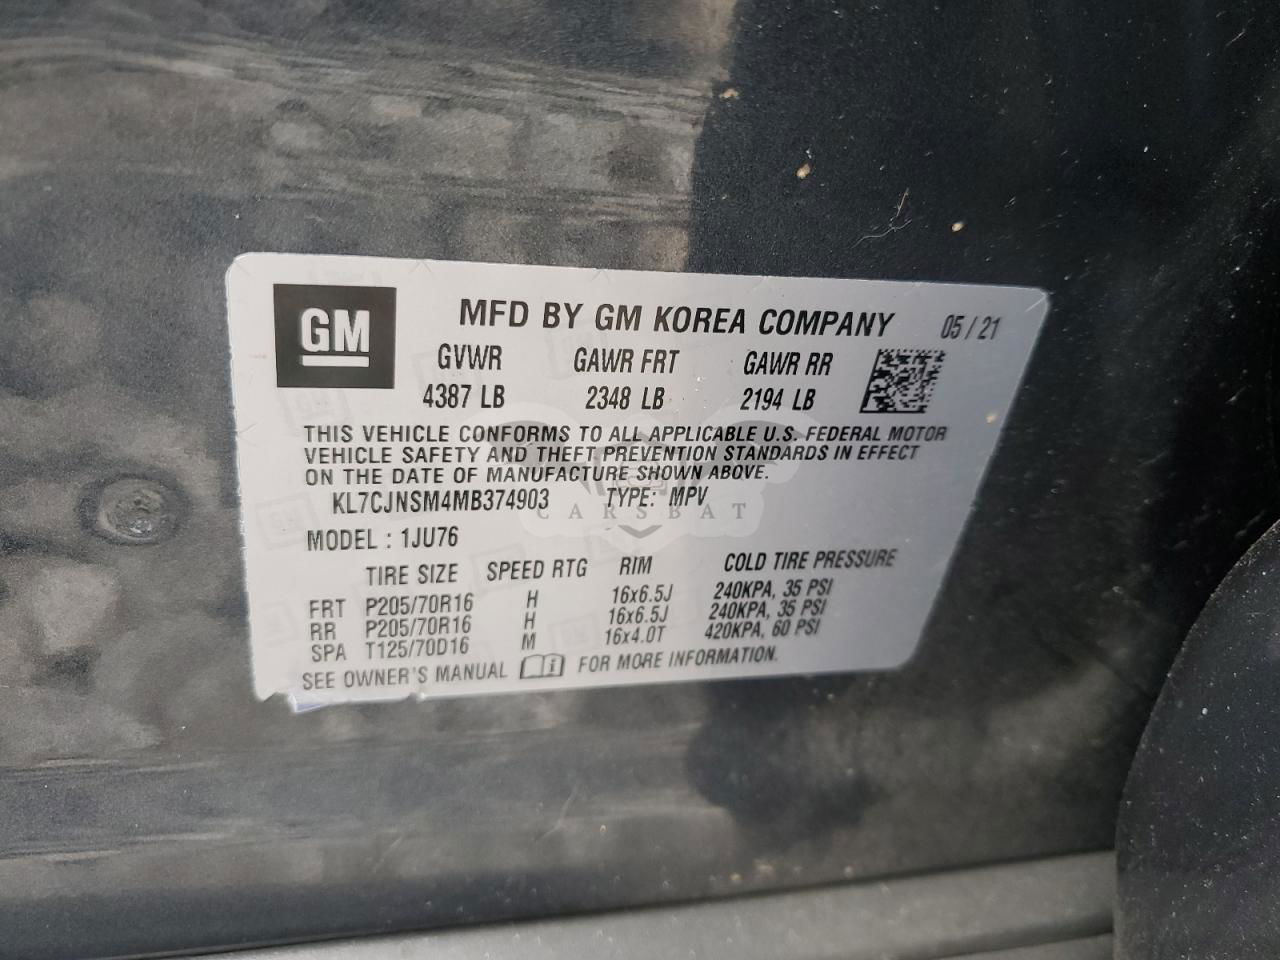 GM
MFD BY GM KOREA COMPANY 05 / 21
GVWR GAWR FRT GAWR RR
4387 LB 2348 LB 2194 LB
THIS VEHICLE CONFORMS TO ALL APPLICABLE U.S. FEDERAL MOTOR
VEHICLE SAFETY AND THEFT PREVENTION STANDARDS IN EFFECT
ON THE DATE OF MANUFACTURE SHOWN ABOVE.
KL7CJNSM4MB374903 TYPE: MPV
CARSBAT
MODEL : 1JU76
TIRE SIZE SPEED RTG RIM COLD TIRE PRESSURE
FRT P205/70R16 H 16x6.5J 240KPA, 35 PSI
RR P205/70R16 H 16x6.5J 240KPA, 35 PSI
SPA T125/70D16 M 16x4.0T 420KPA, 60 PSI
SEE OWNER'S MANUAL FOR MORE INFORMATION.